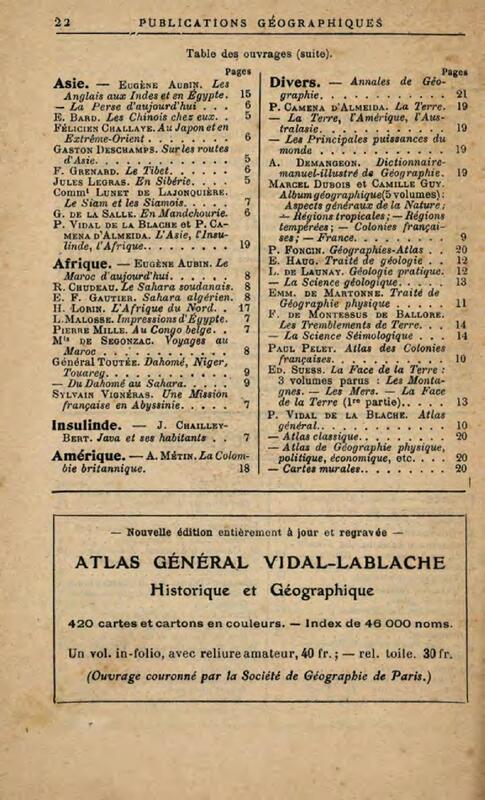 22 PUBLICATIONS GÉOGRAPHIQUES
Table des ouvrages (suite).
Pages
Asie. — EUGÈNE AUBIN. Les
Anglais aux Indes et en Égypte. 15
— La Perse d'aujourd'hui . . . 6
E. BARD. Les Chinois chez eux. . 5
FÉLICIEN CHALLAYE. Au Japon et en
Extrême-Orient . . . . . . . 6
GASTON DESCHAMPS. Sur les routes
d'Asie. . . . . . . . . . . . 5
F. GRENARD. Le Tibet. . . . . . 6
JULES LEGRAS. En Sibérie. . . . 5
Commt LUNET DE LAJONQUIÈRE.
Le Siam et les Siamois. . . . . 7
G. DE LA SALLE. En Mandchourie. 6
P. VIDAL DE LA BLACHE et P. CA-
MENA D'ALMEIDA. L'Asie, l'Insu-
linde, l'Afrique. . . . . . . . 19
Afrique. — EUGÈNE AUBIN. Le
Maroc d'aujourd'hui . . . . . 8
R. CHUDEAU. Le Sahara soudanais. 8
E. F. GAUTIER. Sahara algérien. 8
H. LORIN. L'Afrique du Nord. . 17
L. MALOSSE. Impressions d'Égypte. 7
PIERRE MILLE. Au Congo belge. . 7
Mis DE SEGONZAC. Voyages au
Maroc . . . . . . . . . . . . 8
Général TOUTÉE. Dahomé, Niger,
Touareg. . . . . . . . . . . . 9
— Du Dahomé au Sahara. . . . . 9
SYLVAIN VIGNÉRAS. Une Mission
française en Abyssinie. . . . . 7
Insulinde. — J. CHAILLEY-
BERT. Java et ses habitants . . 7
Amérique. — A. MÉTIN. La Colom-
bie britannique. 18
Pages
Divers. — Annales de Géo-
graphie. . . . . . . . . . . . 21
P. CAMENA D'ALMEIDA. La Terre. 19
— La Terre, l'Amérique, l'Aus-
tralasie. . . . . . . . . . . . 19
— Les Principales puissances du
monde . . . . . . . . . . . . 19
A. DEMANGEON. Dictionnaire-
manuel-illustré de Géographie. 19
MARCEL DUBOIS et CAMILLE GUY.
Album géographique (5 volumes) :
Aspects généraux de la Nature;
— Régions tropicales; — Régions
tempérées; — Colonies françai-
ses; — France. . . . . . . . . 9
P. FONCIN. Géographies-Atlas . . 20
E. HAUG. Traité de géologie . . 12
L. DE LAUNAY. Géologie pratique. 12
— La Science géologique. . . . . 13
EMM. DE MARTONNE. Traité de
Géographie physique . . . . . 11
F. DE MONTESSUS DE BALLORE.
Les Tremblements de Terre. . . 14
— La Science Séimologique . . . 14
PAUL PELET. Atlas des Colonies
françaises. . . . . . . . . . . 10
ED. SUESS. La Face de la Terre :
3 volumes parus : Les Monta-
gnes. — Les Mers. — La Face
de la Terre (1re partie). . . . . 13
P. VIDAL DE LA BLACHE. Atlas
général. . . . . . . . . . . . 10
— Atlas classique. . . . . . . . 20
— Atlas de Géographie physique,
politique, économique, etc. . . . 20
— Cartes murales. . . . . . . . 20
— Nouvelle édition entièrement à jour et regravée —
ATLAS GÉNÉRAL VIDAL-LABLACHE
Historique et Géographique
420 cartes et cartons en couleurs. — Index de 46 000 noms.
Un vol. in-folio, avec reliure amateur, 40 fr.; — rel. toile. 30 fr.
(Ouvrage couronné par la Société de Géographie de Paris.)